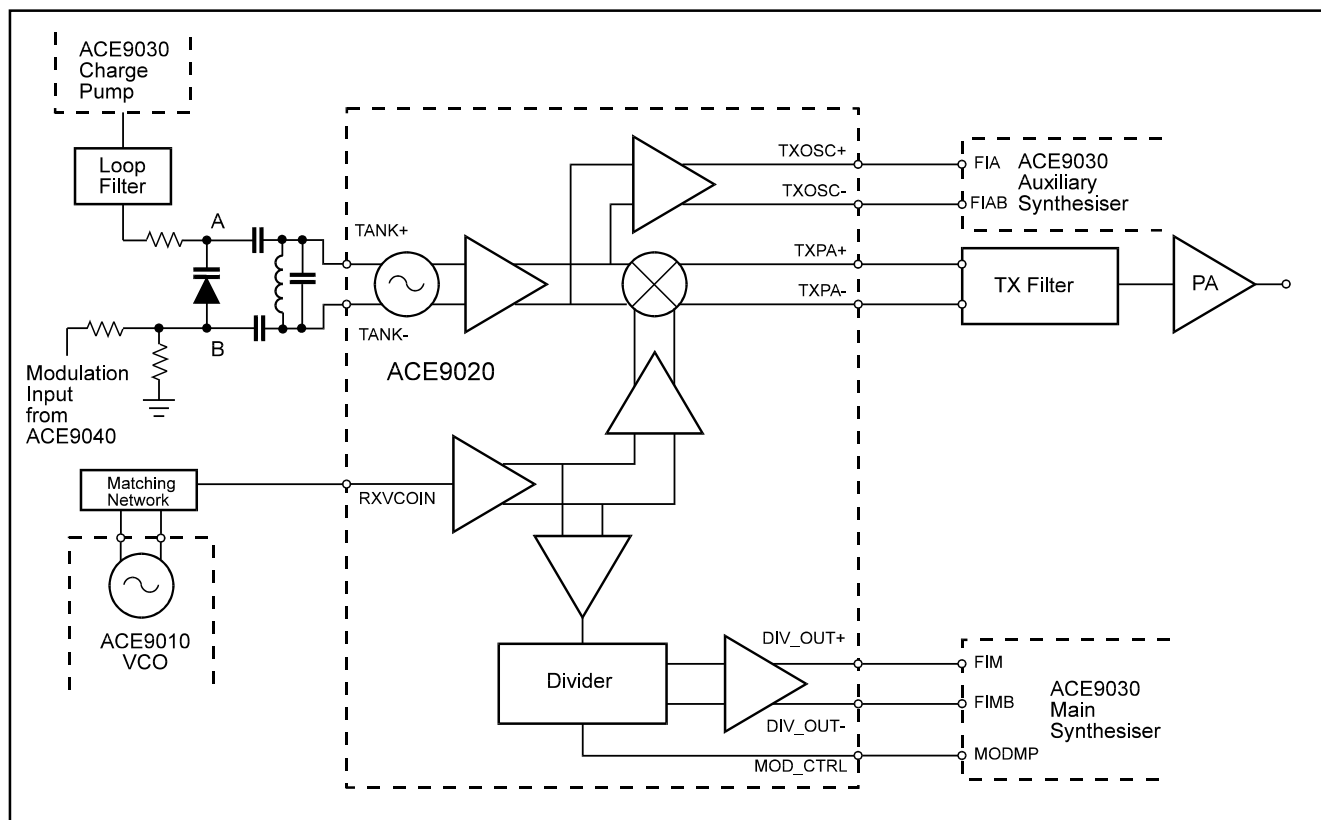 ACE9030
Charge
Pump
Loop
Filter
A
B
TANK+
TANK-
Modulation
Input
from
ACE9040
ACE9020
TXOSC+
TXOSC-
TXPA+
TXPA-
FIA
FIAB
ACE9030
Auxiliary
Synthesiser
TX Filter
PA
Matching
Network
RXVCOIN
ACE9010
VCO
Divider
DIV_OUT+
DIV_OUT-
MOD_CTRL
FIM
FIMB
MODMP
ACE9030
Main
Synthesiser